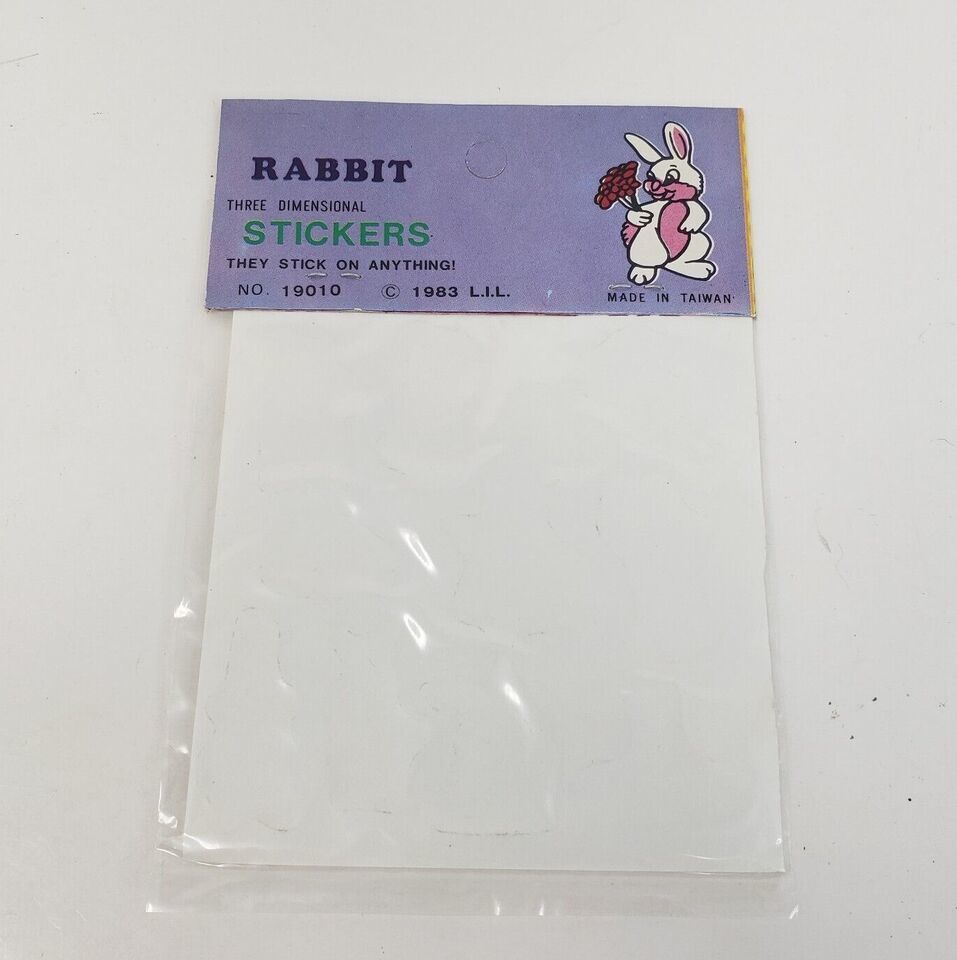 RABBIT
THREE DIMENSIONAL
STICKERS
THEY STICK ON ANYTHING!
NO. 19010 © 1983 L.I.L.
MADE IN TAIWAN